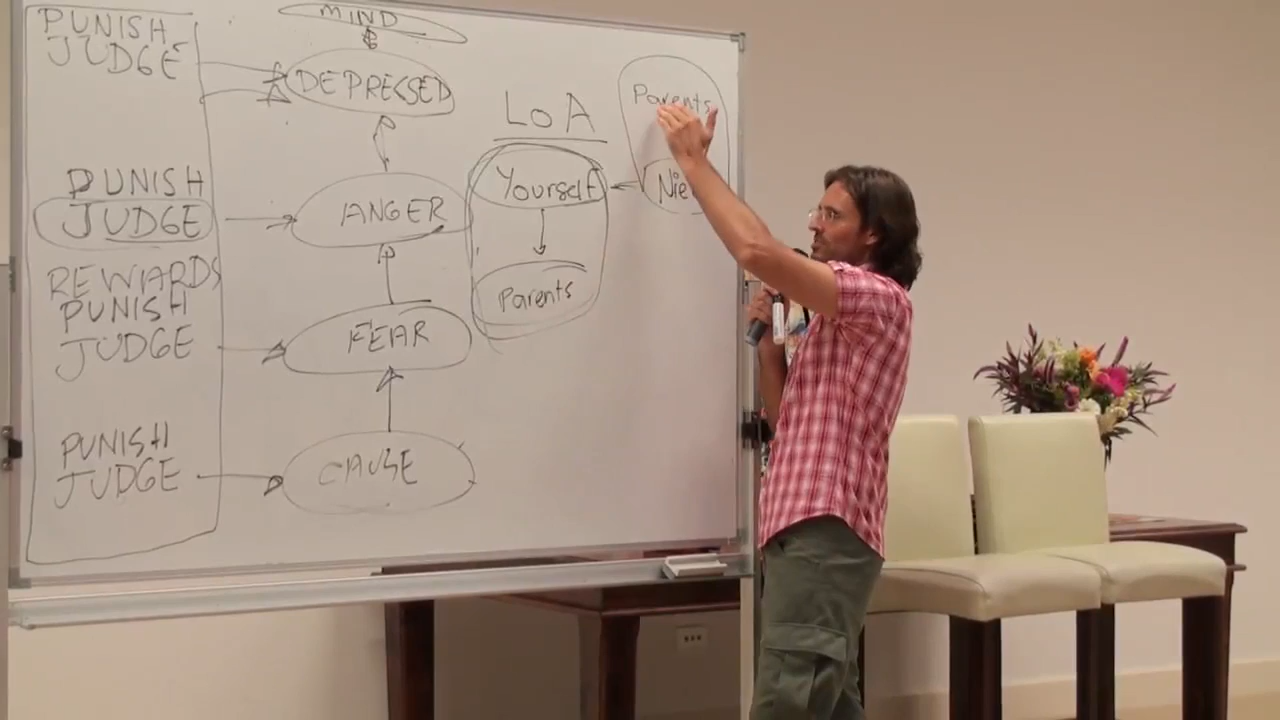 PUNISH
JUDGE
MIND
DEPRESSED
PUNISH
JUDGE
ANGER
REWARDS
PUNISH
JUDGE
FEAR
PUNISH
JUDGE
CAUSE
LoA
Yourself
Parents
Parents